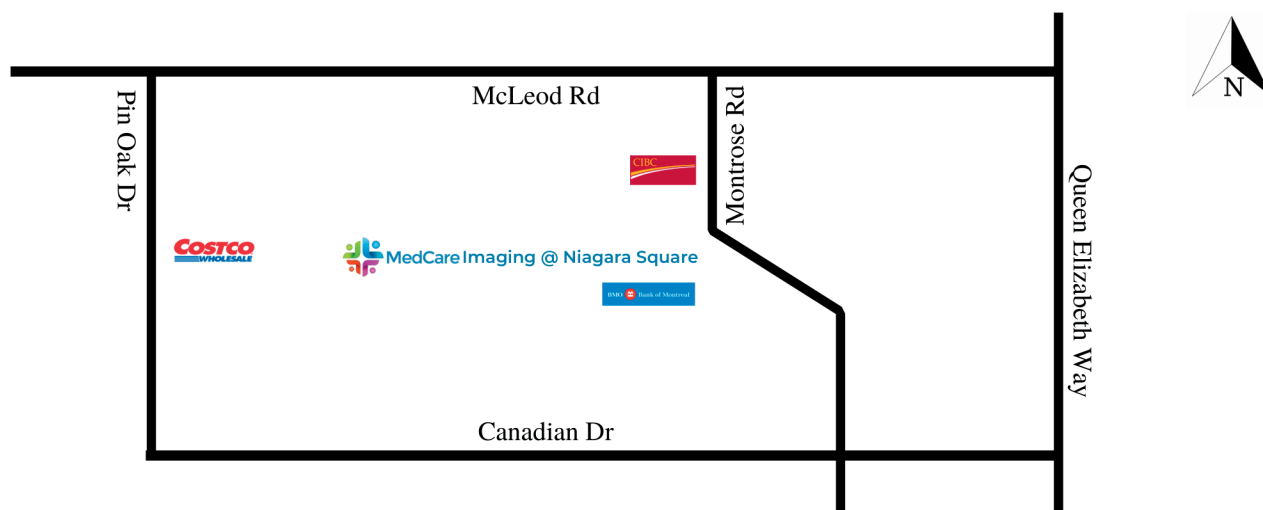 McLeod Rd
Pin Oak Dr
Montrose Rd
CIBC
Queen Elizabeth Way
N
COSTCO
WHOLESALE
MedCare Imaging @ Niagara Square
BMO Bank of Montreal
Canadian Dr